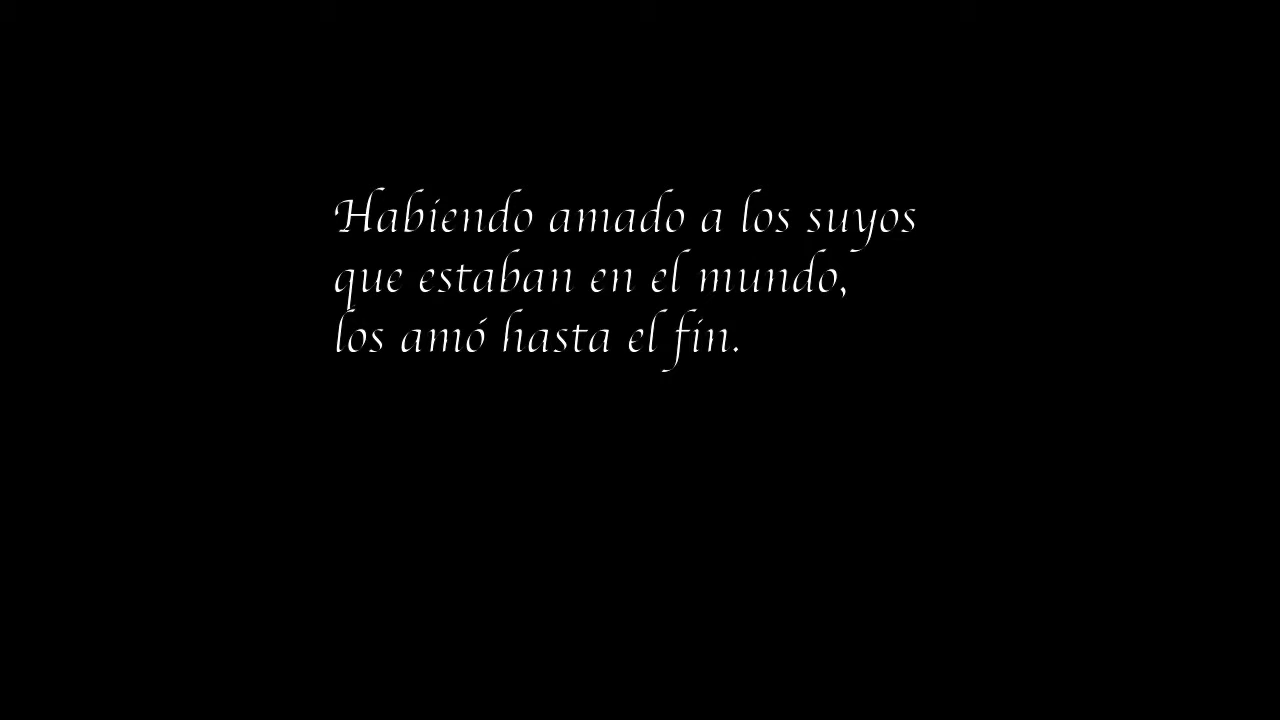 Habiendo amado a los suyos
que estaban en el mundo,
los amó hasta el fin.